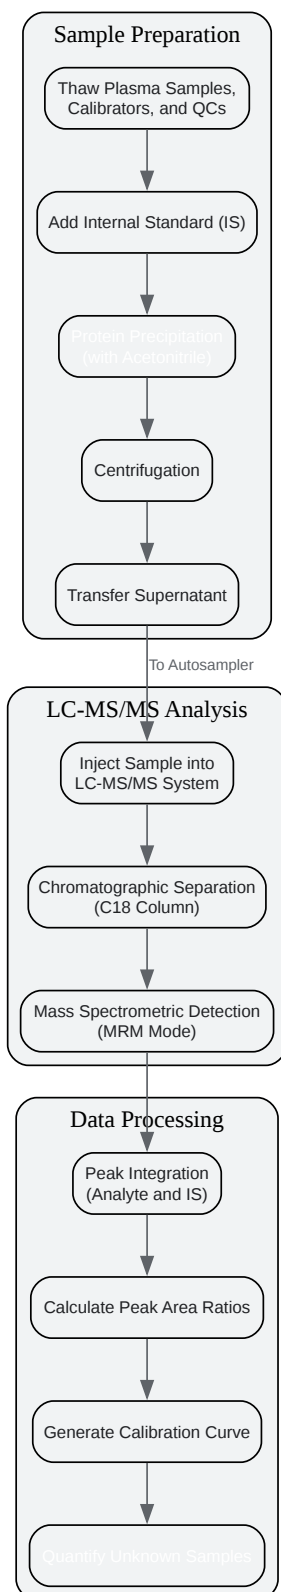 Sample Preparation
Thaw Plasma Samples,
Calibrators, and QCs
Add Internal Standard (IS)
Protein Precipitation
(with Acetonitrile)
Centrifugation
Transfer Supernatant
To Autosampler
LC-MS/MS Analysis
Inject Sample into
LC-MS/MS System
Chromatographic Separation
(C18 Column)
Mass Spectrometric Detection
(MRM Mode)
Data Processing
Peak Integration
(Analyte and IS)
Calculate Peak Area Ratios
Generate Calibration Curve
Quantify Unknown Samples